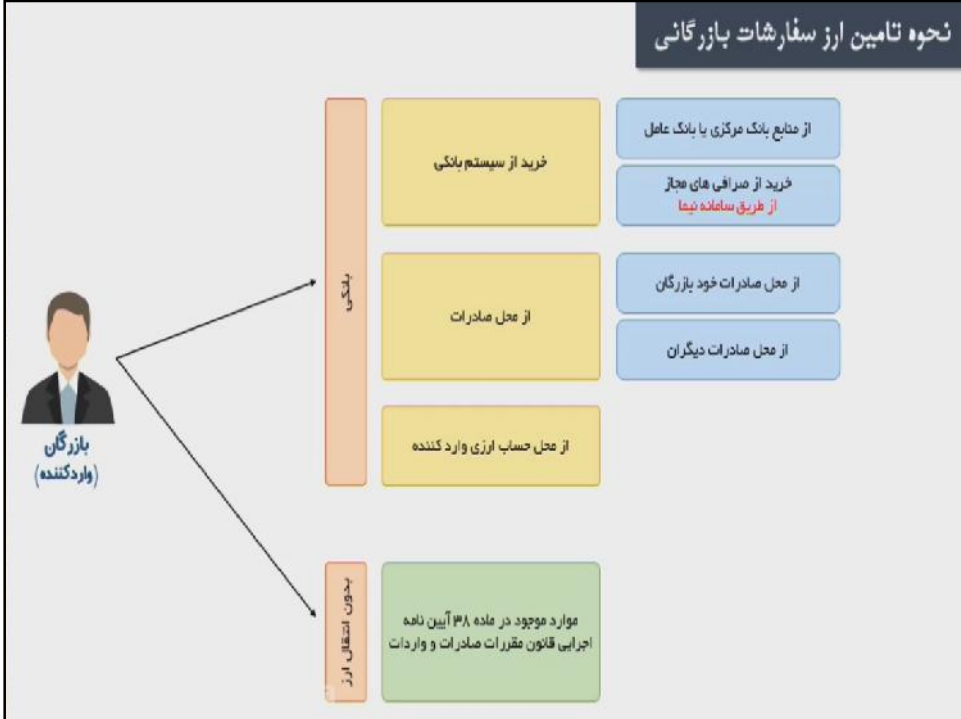 نحوه تامین ارز سفارشات بازرگانی
بازرگان
(واردکننده)
بانکی
خرید از سیستم بانکی
از منابع بانک مرکزی یا بانک عامل
خرید از صرافی های مجاز
از طریق سامانه نیما
از محل صادرات
از محل صادرات خود بازرگان
از محل صادرات دیگران
از محل حساب ارزی وارد کننده
بدون انتقال ارز
موارد موجود در ماده ۳۸ آیین نامه
اجرایی قانون مقررات صادرات و واردات